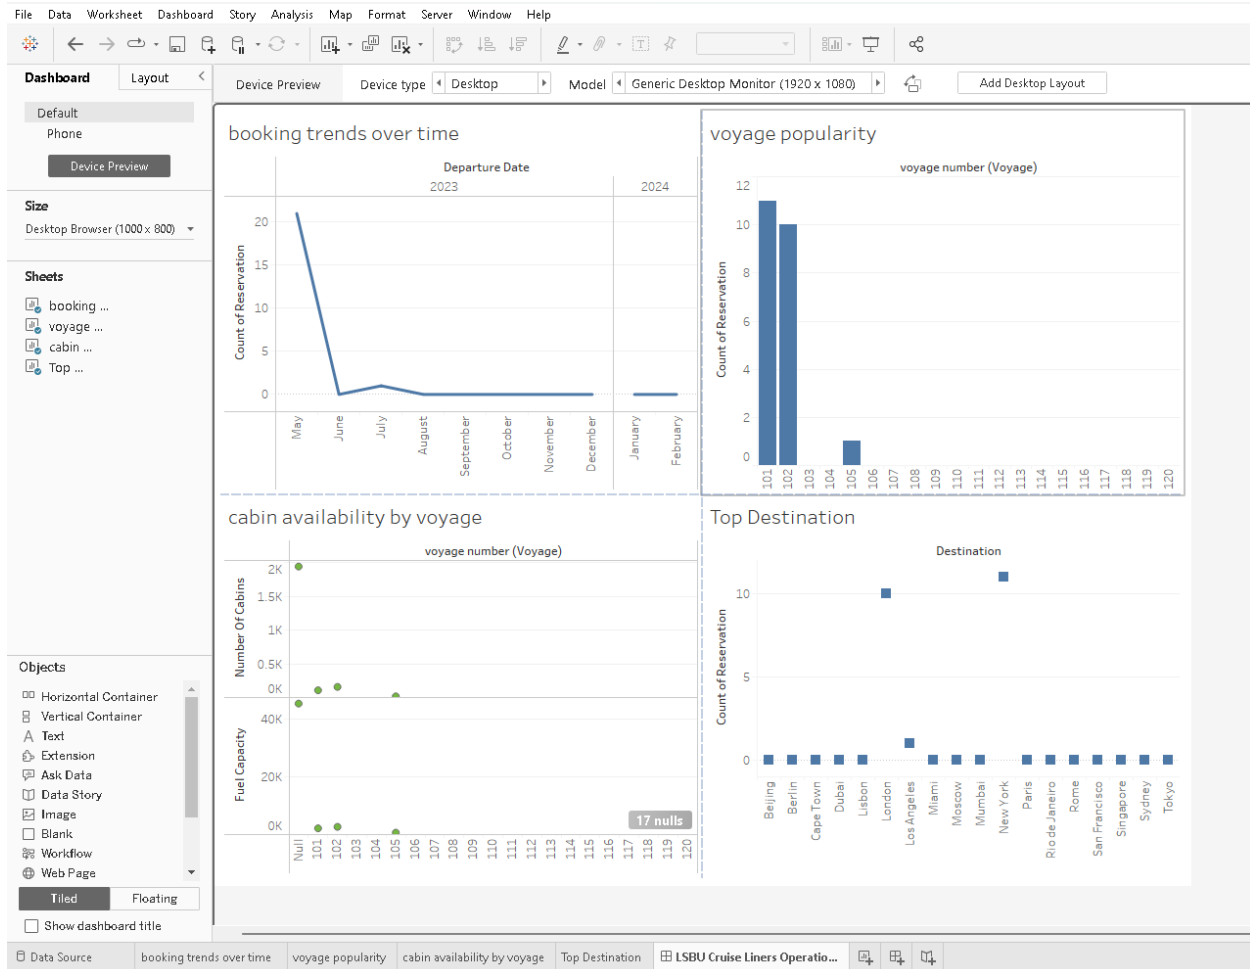 File Data Worksheet Dashboard Story Analysis Map Format Server Window Help
Dashboard Layout
Device Preview Device type Desktop Model Generic Desktop Monitor (1920 x 1080) Add Desktop Layout
Default
Phone
Device Preview
Size
Desktop Browser (1000 x 800)
Sheets
booking ...
voyage ...
cabin ...
Top ...
Objects
Horizontal Container
Vertical Container
Text
Extension
Ask Data
Data Story
Image
Blank
Workflow
Web Page
Tiled Floating
Show dashboard title
booking trends over time
Departure Date
2023 2024
Count of Reservation
20
15
10
5
0
May June July August September October November December January February
voyage popularity
voyage number (Voyage)
Count of Reservation
12
10
8
6
4
2
0
101 102 103 104 105 106 107 108 109 110 111 112 113 114 115 116 117 118 119 120
cabin availability by voyage
voyage number (Voyage)
Number Of Cabins
2K
1.5K
1K
0.5K
0K
Fuel Capacity
40K
20K
0K
17 nulls
Null 101 102 103 104 105 106 107 108 109 110 111 112 113 114 115 116 117 118 119 120
Top Destination
Destination
Count of Reservation
10
5
0
Beijing Berlin Cape Town Dubai Lisbon London Los Angeles Miami Moscow Mumbai New York Paris Rio de Janeiro Rome San Francisco Singapore Sydney Tokyo
Data Source booking trends over time voyage popularity cabin availability by voyage Top Destination LSBU Cruise Liners Operatio...